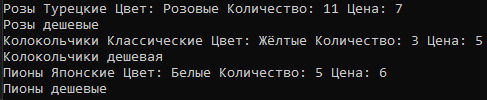 Розы Турецкие Цвет: Розовые Количество: 11 Цена: 7
Розы дешевые
Колокольчики Классические Цвет: Жёлтые Количество: 3 Цена: 5
Колокольчики дешевая
Пионы Японские Цвет: Белые Количество: 5 Цена: 6
Пионы дешевые